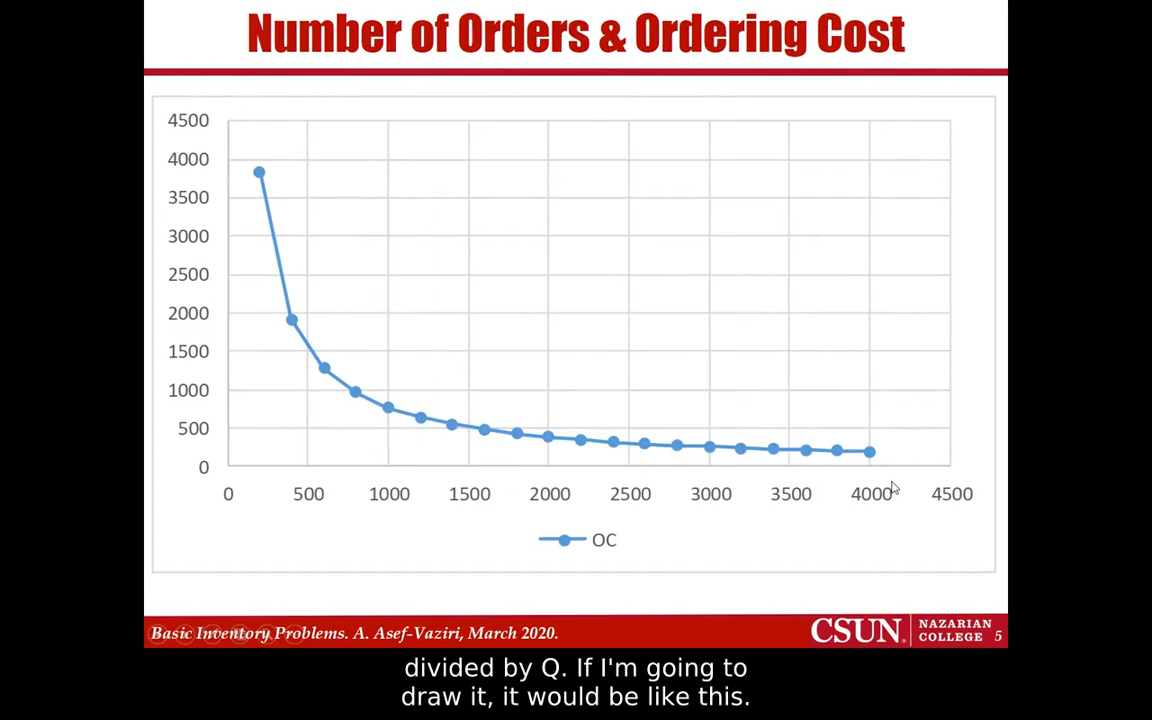 Number of Orders & Ordering Cost
4500
4000
3500
3000
2500
2000
1500
1000
500
0
0 500 1000 1500 2000 2500 3000 3500 4000 4500
OC
Basic Inventory Problems. A. Asef-Vaziri, March 2020.
CSUN. NAZARIAN COLLEGE 5
divided by Q. If I'm going to
draw it, it would be like this.